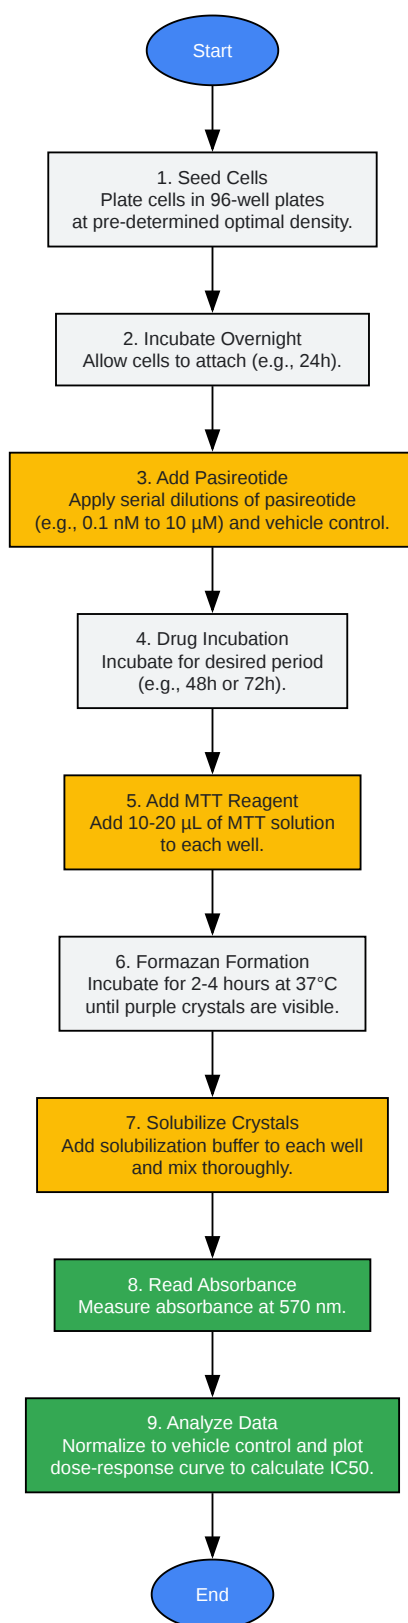 Start
1. Seed Cells
Plate cells in 96-well plates
at pre-determined optimal density.
2. Incubate Overnight
Allow cells to attach (e.g., 24h).
3. Add Pasireotide
Apply serial dilutions of pasireotide
(e.g., 0.1 nM to 10 µM) and vehicle control.
4. Drug Incubation
Incubate for desired period
(e.g., 48h or 72h).
5. Add MTT Reagent
Add 10-20 µL of MTT solution
to each well.
6. Formazan Formation
Incubate for 2-4 hours at 37°C
until purple crystals are visible.
7. Solubilize Crystals
Add solubilization buffer to each well
and mix thoroughly.
8. Read Absorbance
Measure absorbance at 570 nm.
9. Analyze Data
Normalize to vehicle control and plot
dose-response curve to calculate IC50.
End